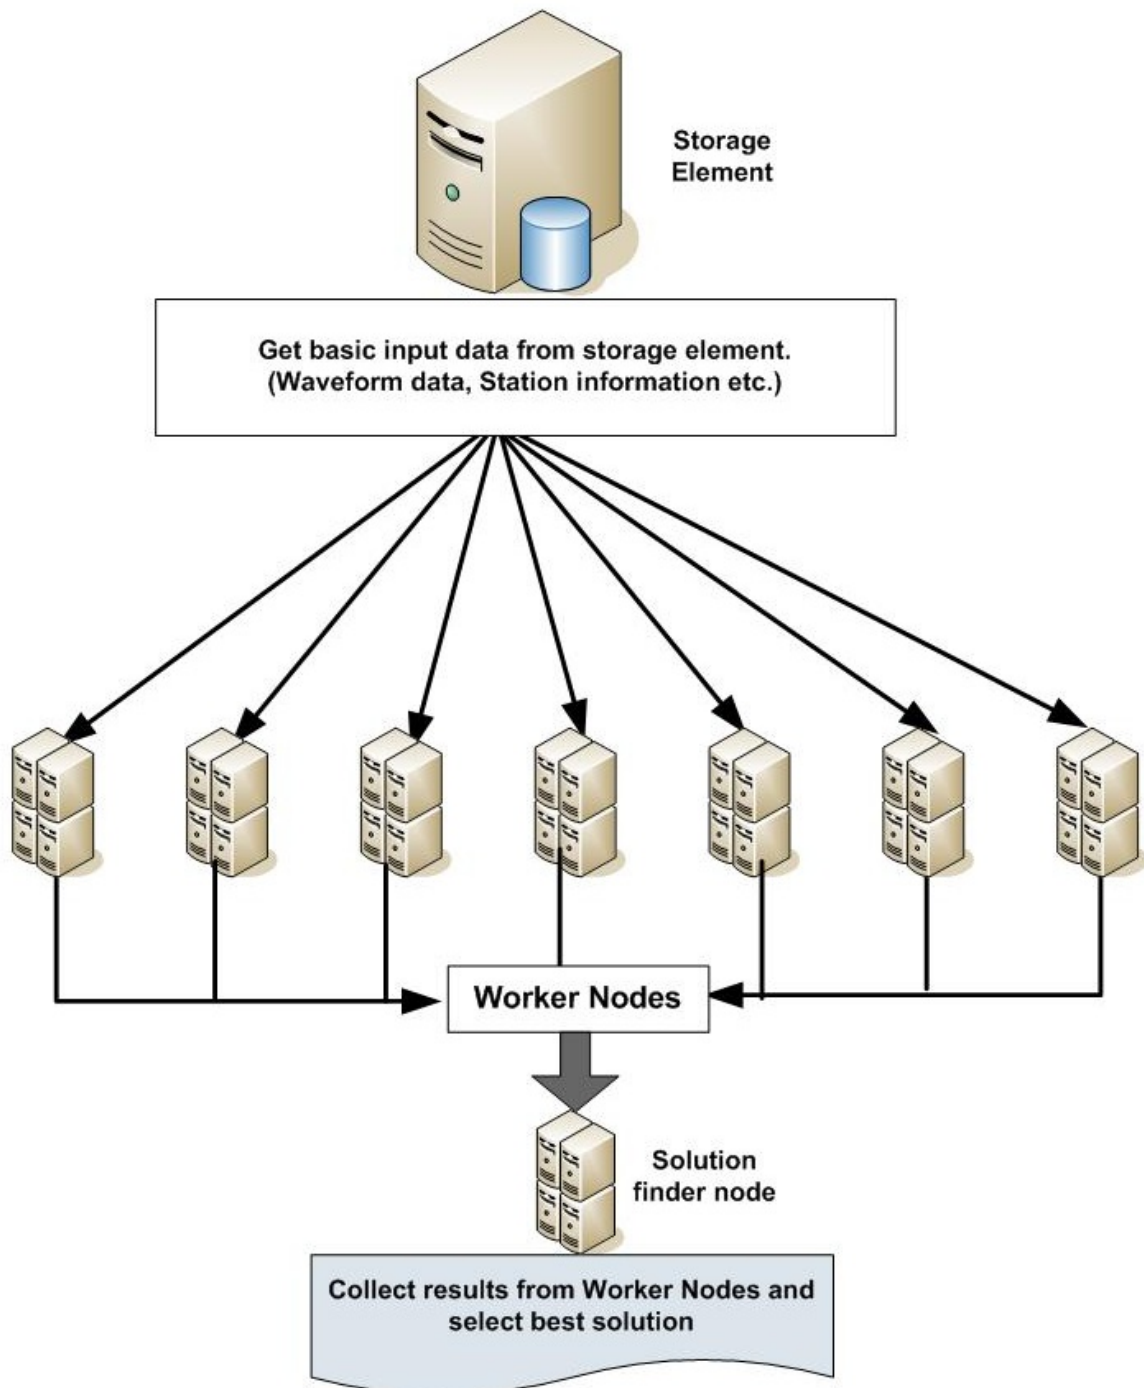 Storage
Element
Get basic input data from storage element.
(Waveform data, Station information etc.)
Worker Nodes
Solution
finder node
Collect results from Worker Nodes and
select best solution